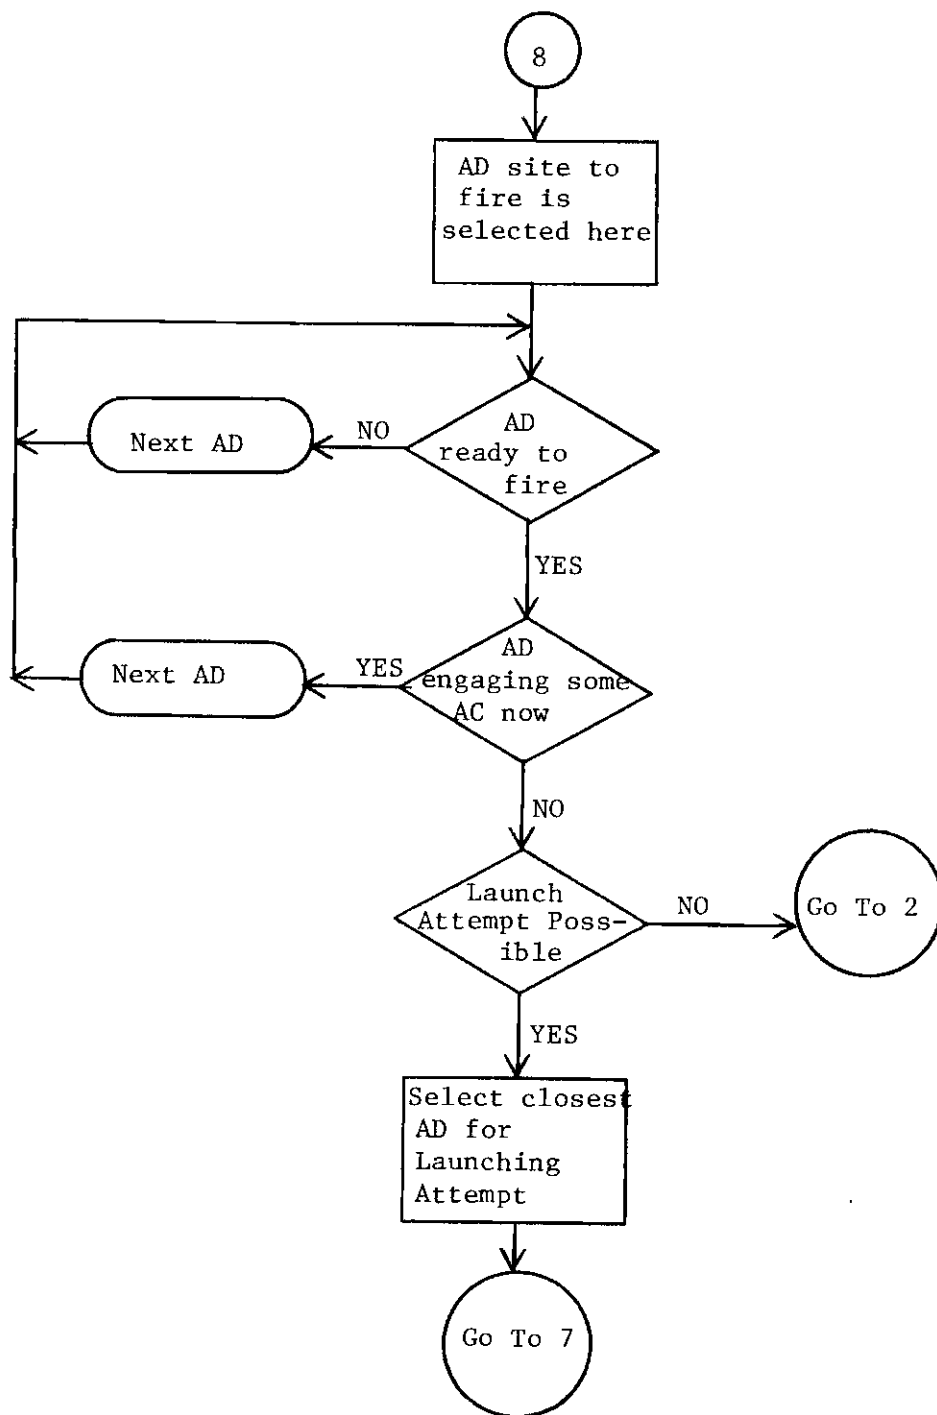 8
AD site to
fire is
selected here
AD
ready to
fire
NO
Next AD
YES
AD
engaging some
AC now
YES
Next AD
NO
Launch
Attempt Poss-
ible
NO
Go To 2
YES
Select closest
AD for
Launching
Attempt
Go To 7